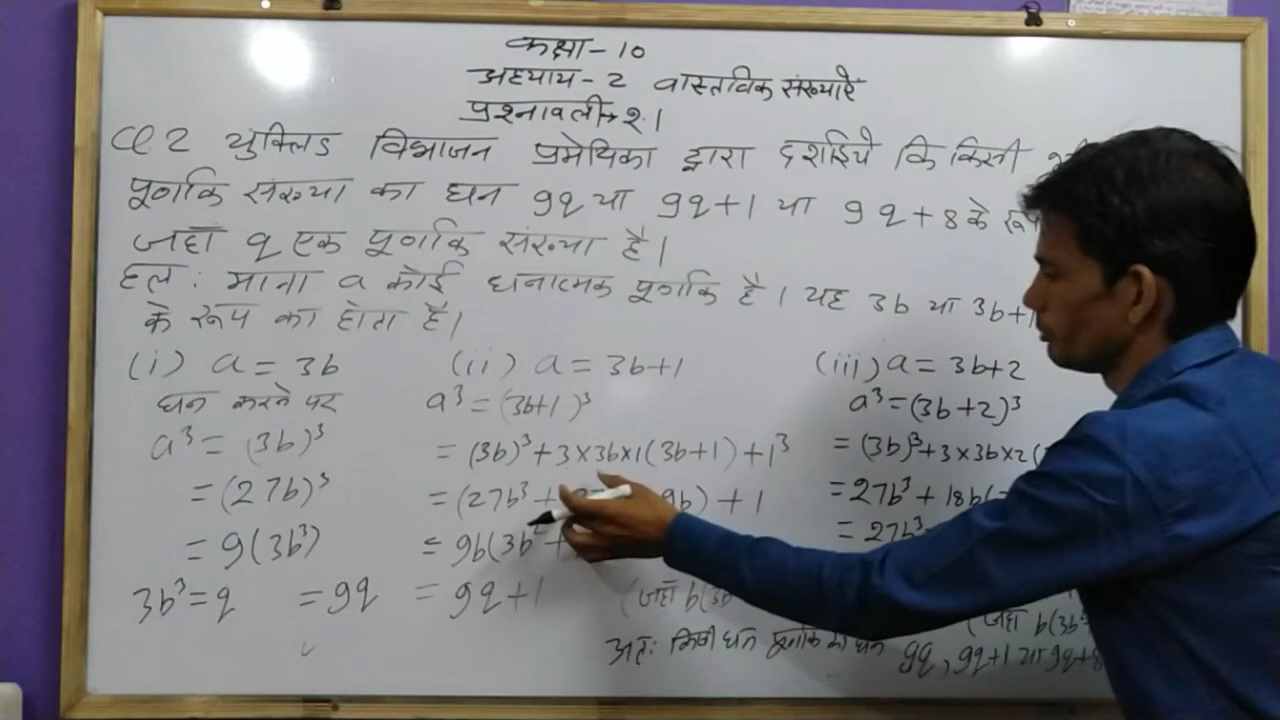 कक्षा - 10
अध्याय - 2 वास्तविक संख्याऐं
प्रश्नावली → 2.1
Q 2 युक्लिड विभाजन प्रमेयिका द्वारा दर्शाइये कि किसी
पूर्णांक संख्या का घन 9q या 9q+1 या 9q+8 के रूप
जहाँ q एक पूर्णांक संख्या है।
हल: माना a कोई धनात्मक पूर्णांक है। यह 3b या 3b+1
के रूप का होता है।
(i) a = 3b
घन करने पर
a³ = (3b)³
= (27b)³
= 9(3b³)
3b³ = q = 9q
(ii) a = 3b+1
a³ = (3b+1)³
= (3b)³ + 3×3b×1(3b+1) + 1³
= (27b³ + 9b) + 1
= 9b(3b² +
= 9q+1
(जहाँ b(3b
(iii) a = 3b+2
a³ = (3b+2)³
= (3b)³ + 3×3b×2(
= 27b³ + 18b(
= 27b³
(जहाँ b(3b²
अतः किसी धन पूर्णांक का घन 9q, 9q+1 या 9q+8